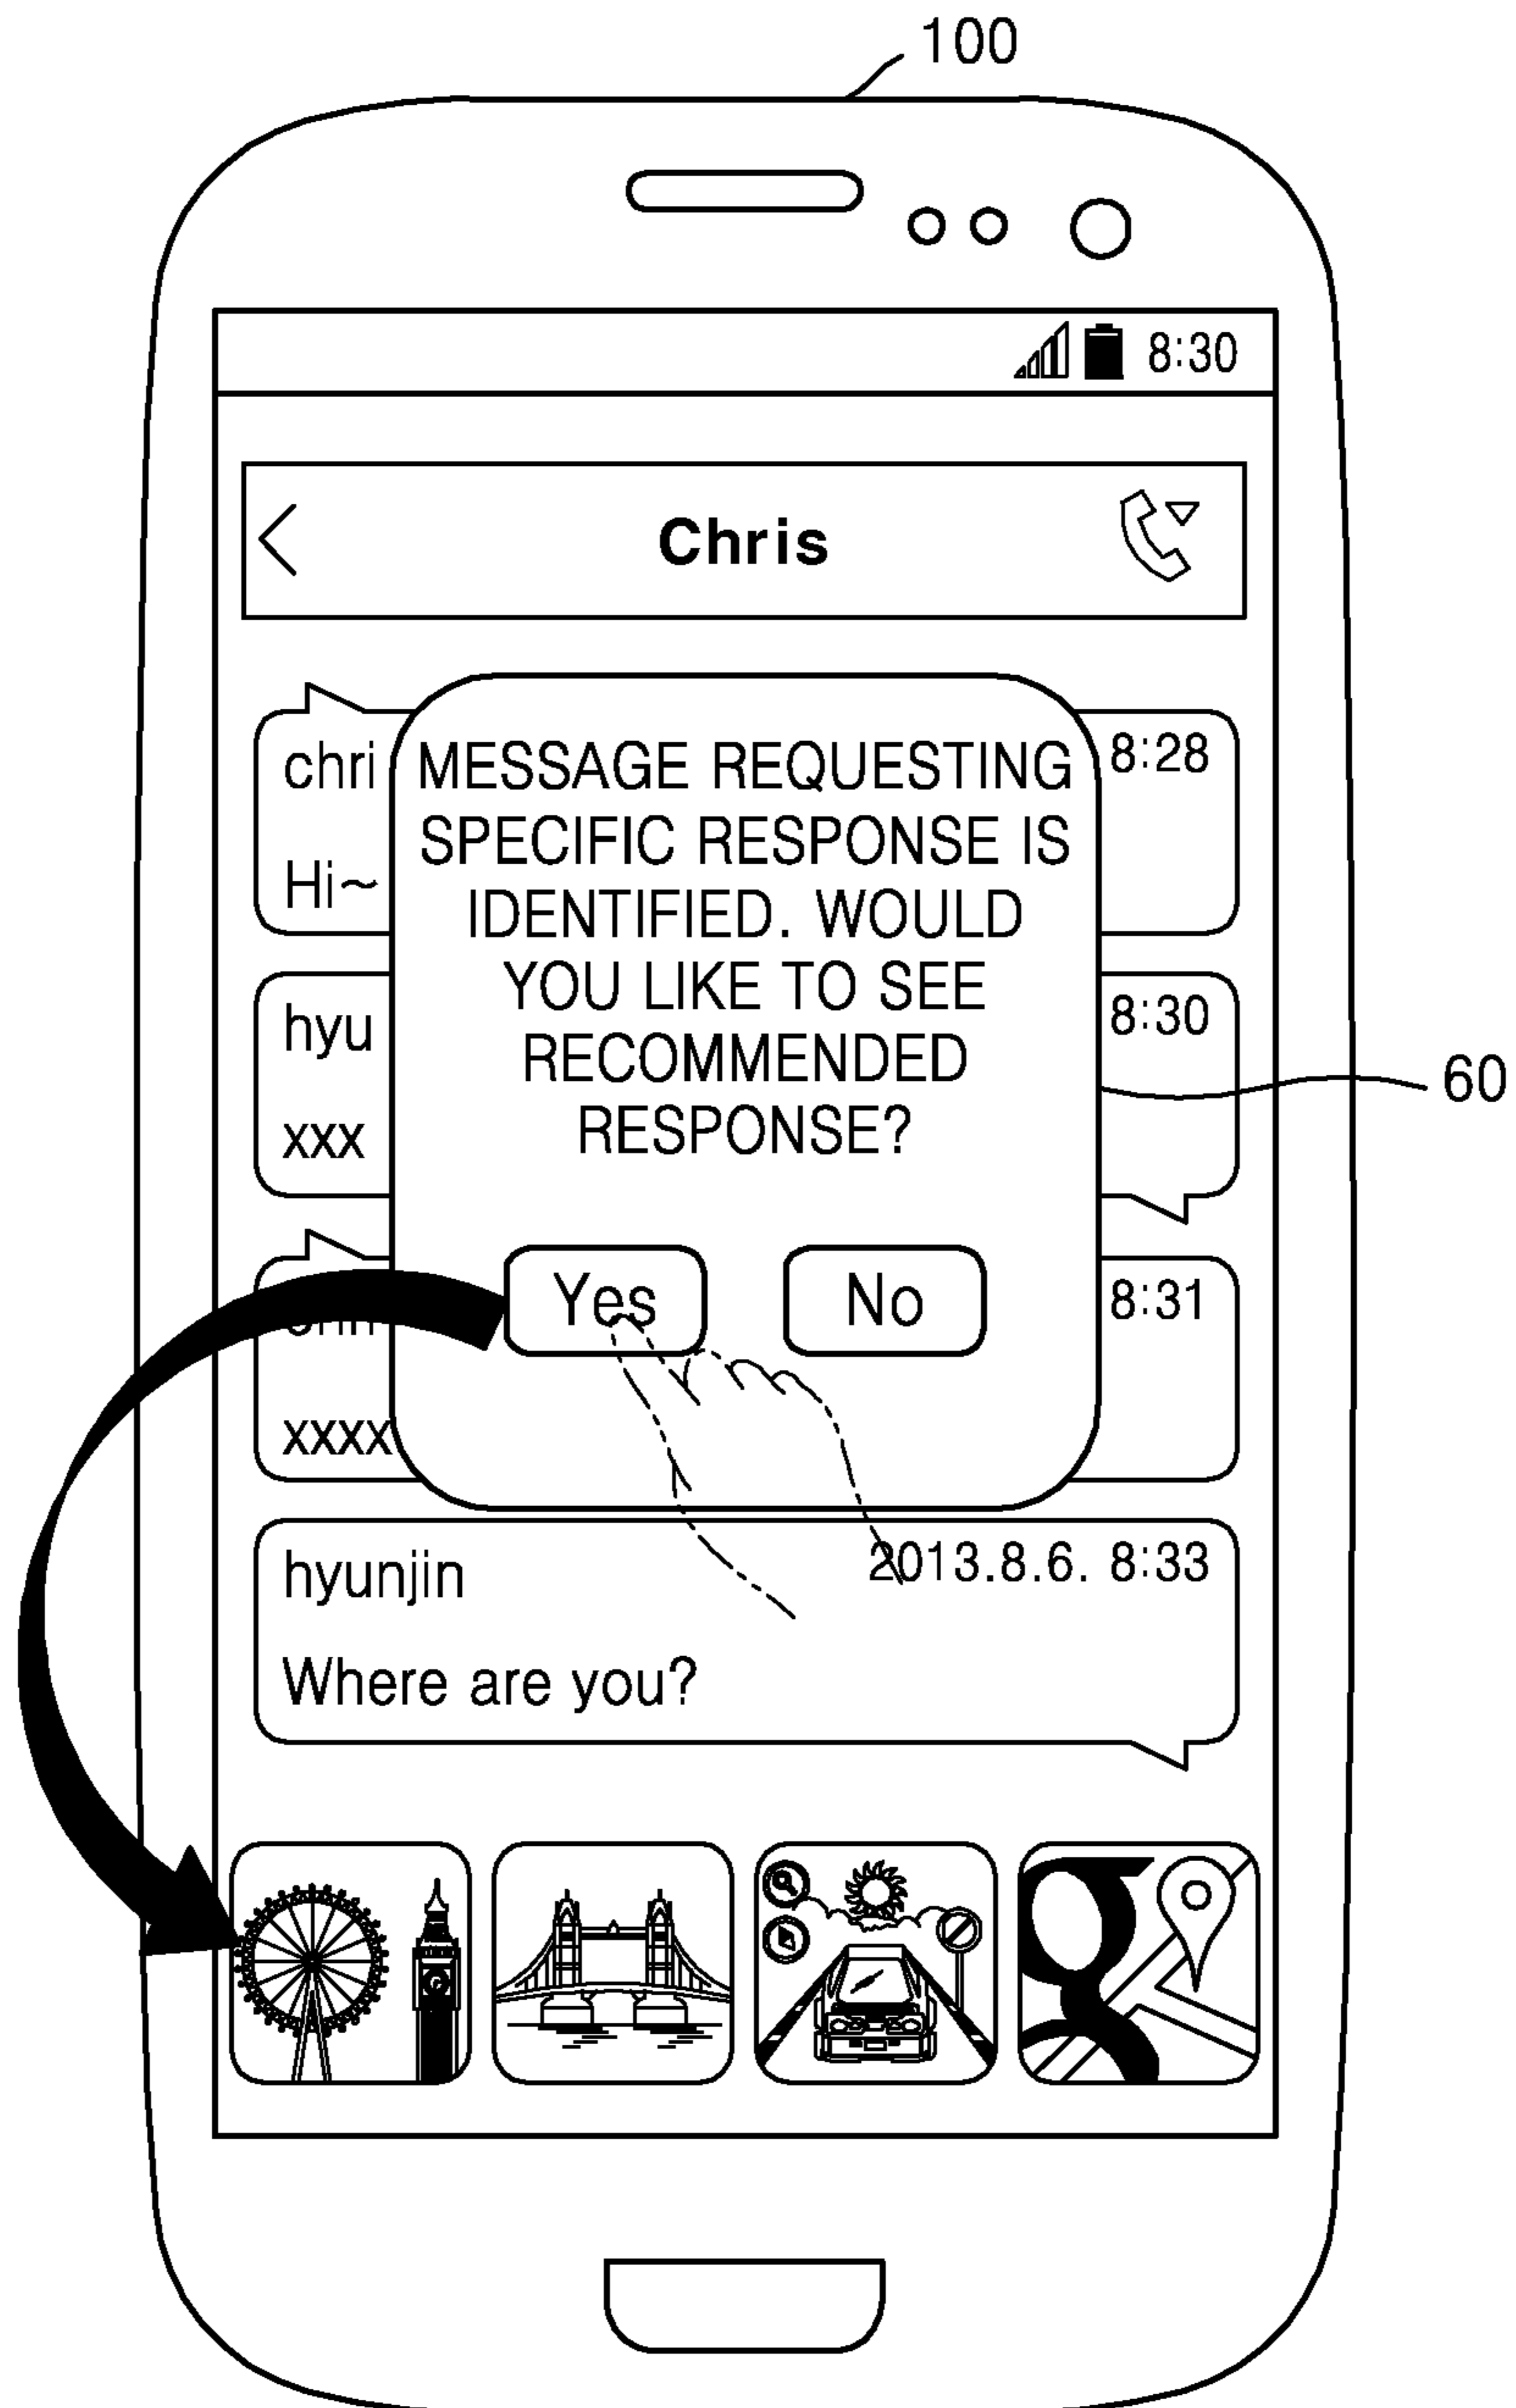 100
8:30
Chris
chri
8:28
MESSAGE REQUESTING
SPECIFIC RESPONSE IS
IDENTIFIED. WOULD
YOU LIKE TO SEE
RECOMMENDED
RESPONSE?
Hi~
hyu
8:30
xxx
60
Yes
No
8:31
xxxx
hyunjin
2013.8.6. 8:33
Where are you?
g